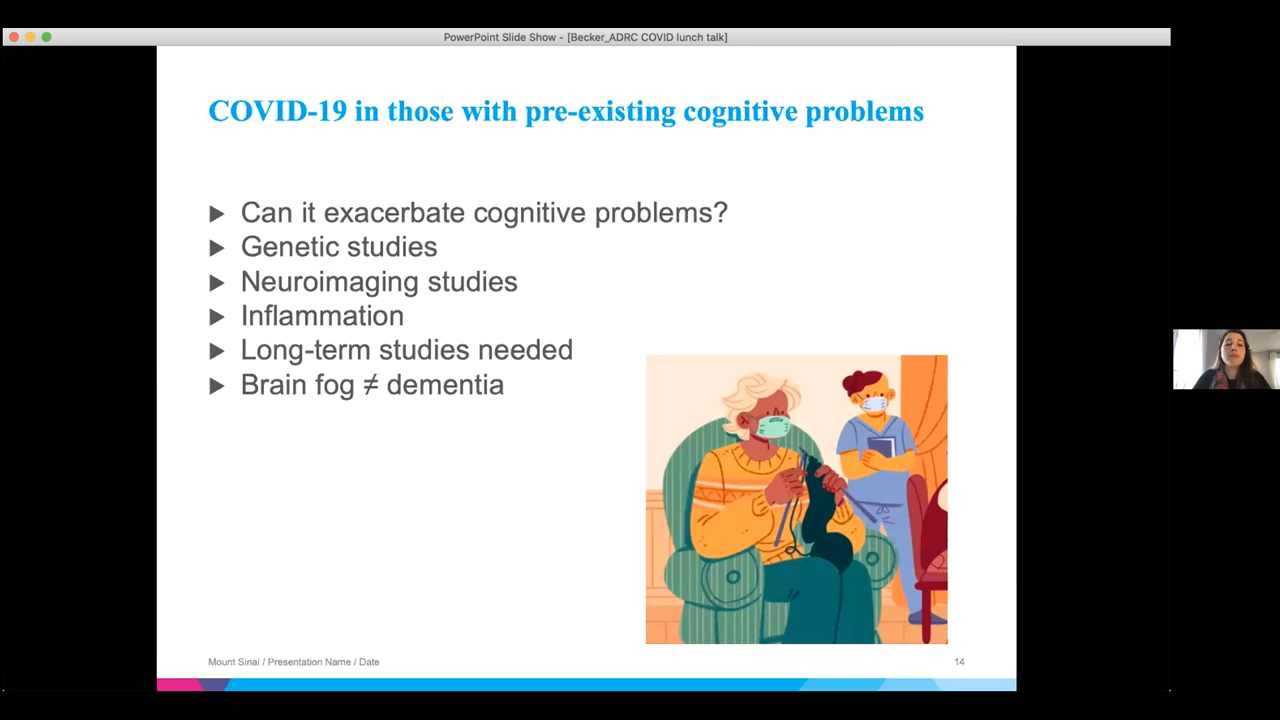 PowerPoint Slide Show - [Becker_ADRC COVID lunch talk]
COVID-19 in those with pre-existing cognitive problems
Can it exacerbate cognitive problems?
Genetic studies
Neuroimaging studies
Inflammation
Long-term studies needed
Brain fog ≠ dementia
Mount Sinai / Presentation Name / Date
14